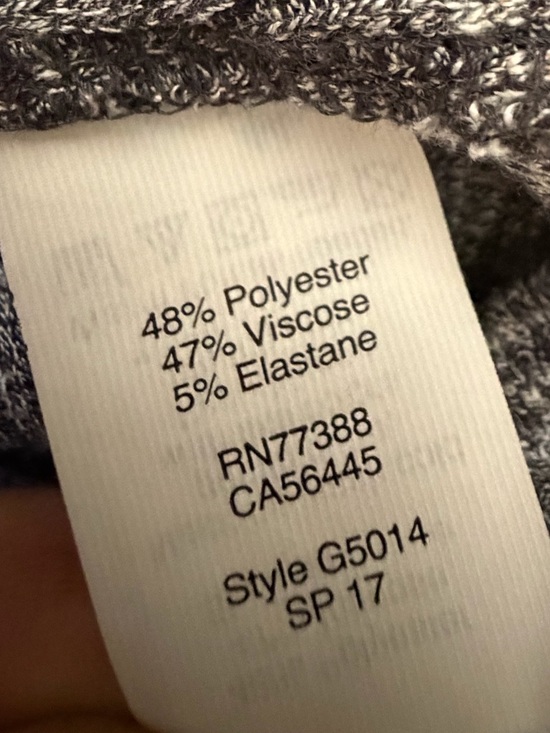 48% Polyester
47% Viscose
5% Elastane
RN77388
CA56445
Style G5014
SP 17